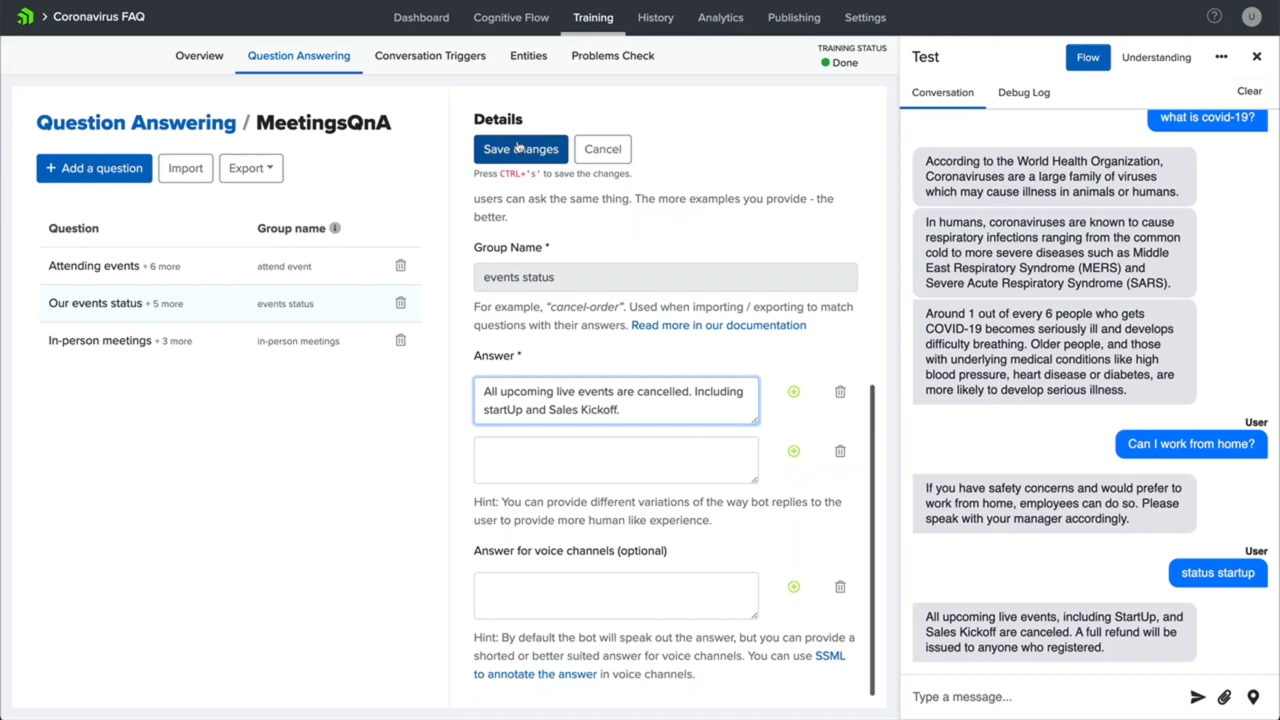 Coronavirus FAQ
Dashboard
Cognitive Flow
Training
History
Analytics
Publishing
Settings
?
U
Overview
Question Answering
Conversation Triggers
Entities
Problems Check
TRAINING STATUS
Done
Question Answering / MeetingsQnA
+ Add a question
Import
Export
Question
Group name
Attending events + 6 more
attend event
Our events status + 5 more
events status
In-person meetings + 3 more
in-person meetings
Details
Save changes
Cancel
Press CTRL+'s' to save the changes.
users can ask the same thing. The more examples you provide - the
better.
Group Name *
events status
For example, “cancel-order”. Used when importing / exporting to match
questions with their answers. Read more in our documentation
Answer *
All upcoming live events are cancelled. Including
startUp and Sales Kickoff.
Hint: You can provide different variations of the way bot replies to the
user to provide more human like experience.
Answer for voice channels (optional)
Hint: By default the bot will speak out the answer, but you can provide a
shorted or better suited answer for voice channels. You can use SSML
to annotate the answer in voice channels.
Test
Flow
Understanding
Conversation
Debug Log
Clear
what is covid-19?
According to the World Health Organization,
Coronaviruses are a large family of viruses
which may cause illness in animals or humans.
In humans, coronaviruses are known to cause
respiratory infections ranging from the common
cold to more severe diseases such as Middle
East Respiratory Syndrome (MERS) and
Severe Acute Respiratory Syndrome (SARS).
Around 1 out of every 6 people who gets
COVID-19 becomes seriously ill and develops
difficulty breathing. Older people, and those
with underlying medical conditions like high
blood pressure, heart disease or diabetes, are
more likely to develop serious illness.
User
Can I work from home?
If you have safety concerns and would prefer to
work from home, employees can do so. Please
speak with your manager accordingly.
User
status startup
All upcoming live events, including StartUp, and
Sales Kickoff are canceled. A full refund will be
issued to anyone who registered.
Type a message...